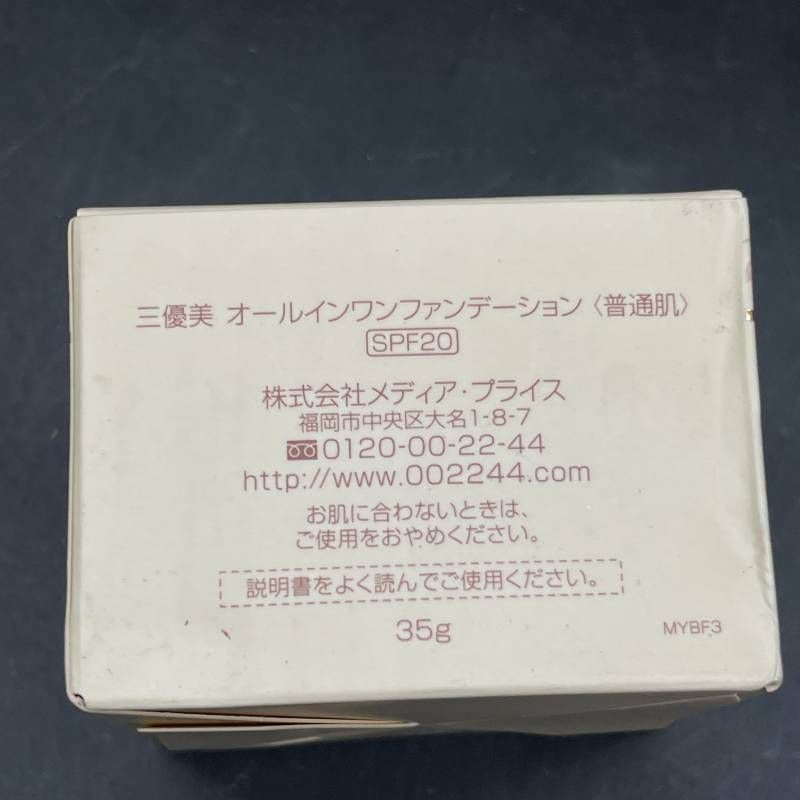 三優美 オールインワンファンデーション〈普通肌〉
SPF20
株式会社メディア・プライス
福岡市中央区大名1-8-7
0120-00-22-44
http://www.002244.com
お肌に合わないときは、
ご使用をおやめください。
説明書をよく読んでご使用ください。
35g
MYBF3